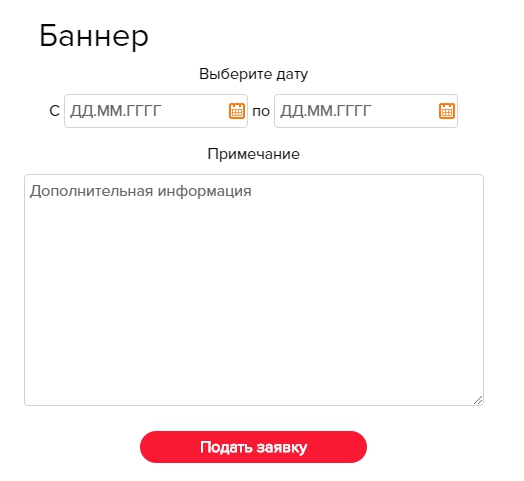 Баннер
Выберите дату
С ДД.ММ.ГГГГ по ДД.ММ.ГГГГ
Примечание
Дополнительная информация
Подать заявку